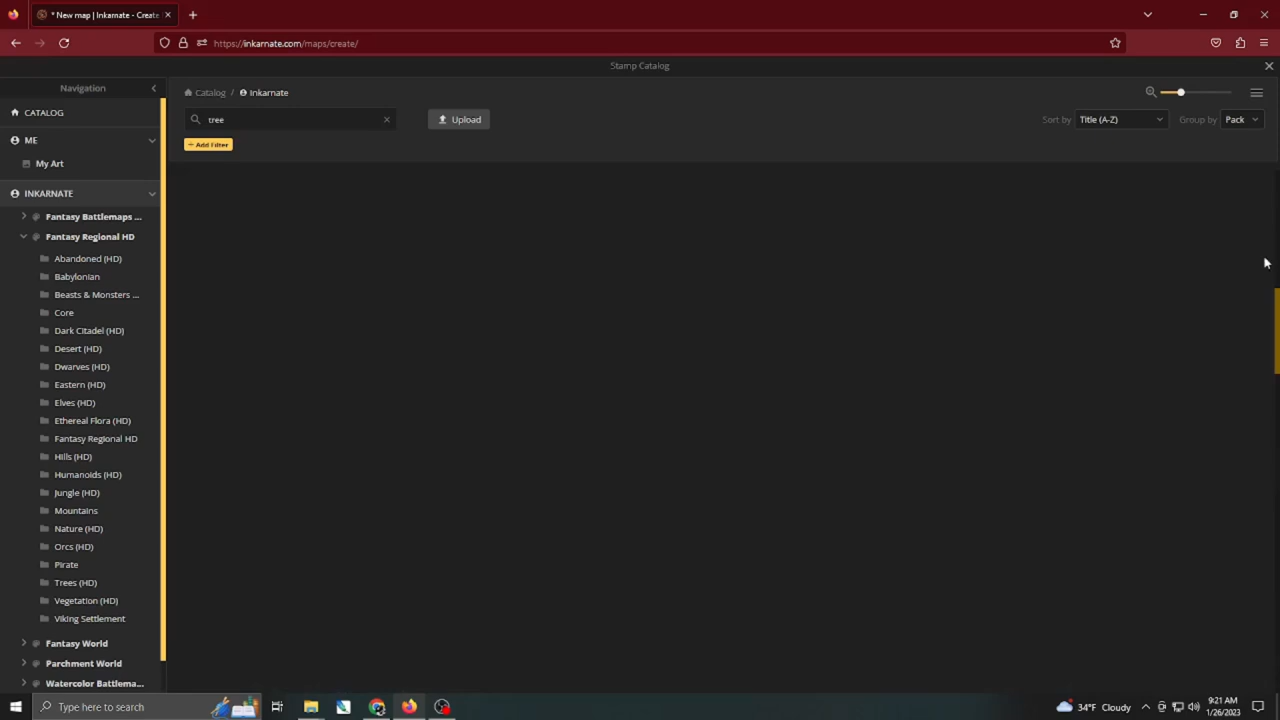 * New map | Inkarnate - Create
https://inkarnate.com/maps/create/
Stamp Catalog
Navigation
Catalog / Inkarnate
CATALOG
tree
Upload
Sort by
Title (A-Z)
Group by
Pack
ME
+ Add Filter
My Art
INKARNATE
Fantasy Battlemaps ...
Fantasy Regional HD
Abandoned (HD)
Babylonian
Beasts & Monsters ...
Core
Dark Citadel (HD)
Desert (HD)
Dwarves (HD)
Eastern (HD)
Elves (HD)
Ethereal Flora (HD)
Fantasy Regional HD
Hills (HD)
Humanoids (HD)
Jungle (HD)
Mountains
Nature (HD)
Orcs (HD)
Pirate
Trees (HD)
Vegetation (HD)
Viking Settlement
Fantasy World
Parchment World
Watercolor Battlema...
Type here to search
34°F Cloudy
9:21 AM
1/26/2023